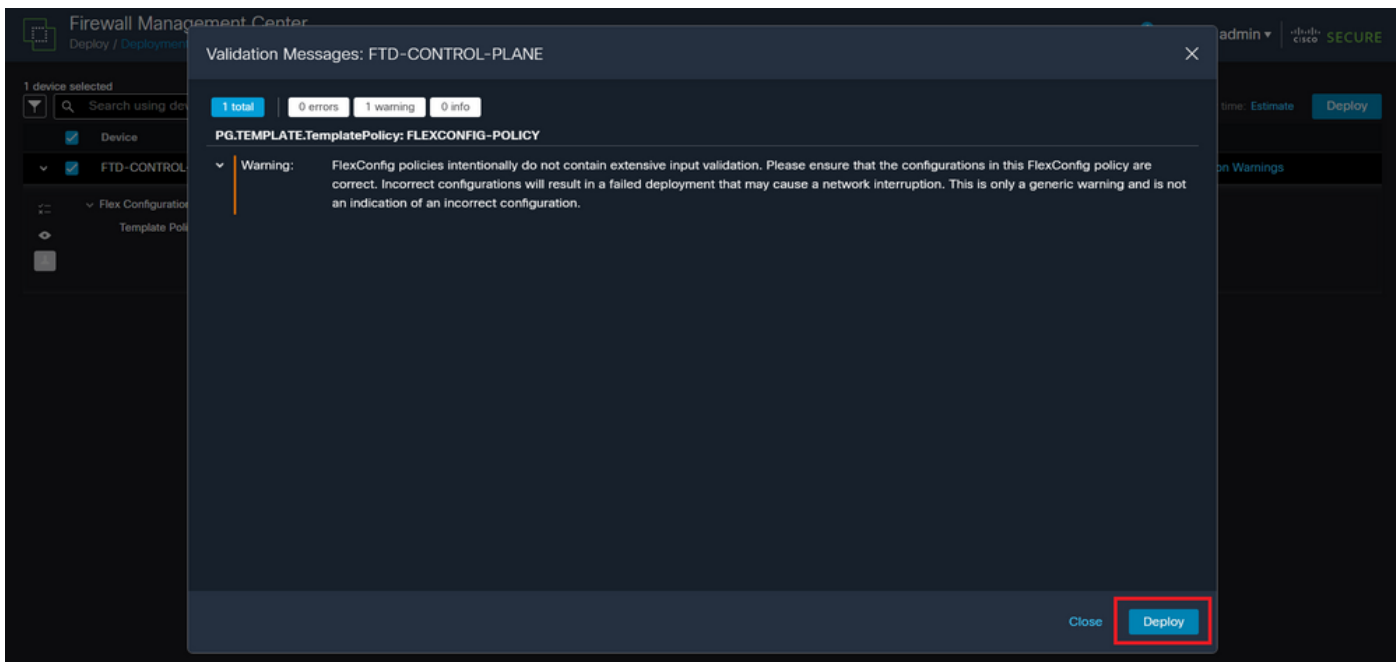 Firewall Management Center
Deploy / Deployment
admin
cisco SECURE
Validation Messages: FTD-CONTROL-PLANE
1 device selected
Search using dev
1 total
0 errors
1 warning
0 info
time: Estimate
Deploy
Device
PG.TEMPLATE.TemplatePolicy: FLEXCONFIG-POLICY
FTD-CONTROL-
Warning:
FlexConfig policies intentionally do not contain extensive input validation. Please ensure that the configurations in this FlexConfig policy are
correct. Incorrect configurations will result in a failed deployment that may cause a network interruption. This is only a generic warning and is not
an indication of an incorrect configuration.
on Warnings
Flex Configuration
Template Poli
Close
Deploy